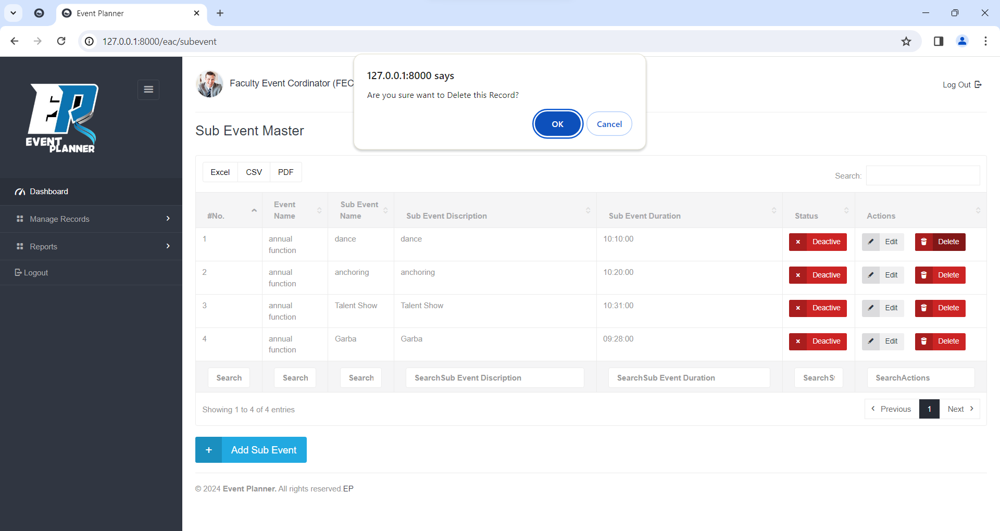 Event Planner
127.0.0.1:8000/eac/subevent
127.0.0.1:8000 says
Are you sure want to Delete this Record?
OK
Cancel
EVENT
PLANNER
Faculty Event Cordinator (FEC
Log Out
Dashboard
Manage Records
Reports
Logout
Sub Event Master
Excel CSV PDF
Search:
#No. Event Name Sub Event Name Sub Event Discription Sub Event Duration Status Actions
1 annual function dance dance 10:10:00 Deactive Edit Delete
2 annual function anchoring anchoring 10:20:00 Deactive Edit Delete
3 annual function Talent Show Talent Show 10:31:00 Deactive Edit Delete
4 annual function Garba Garba 09:28:00 Deactive Edit Delete
Search Search Search SearchSub Event Discription SearchSub Event Duration SearchS SearchActions
Showing 1 to 4 of 4 entries
Previous 1 Next
+ Add Sub Event
© 2024 Event Planner. All rights reserved.EP